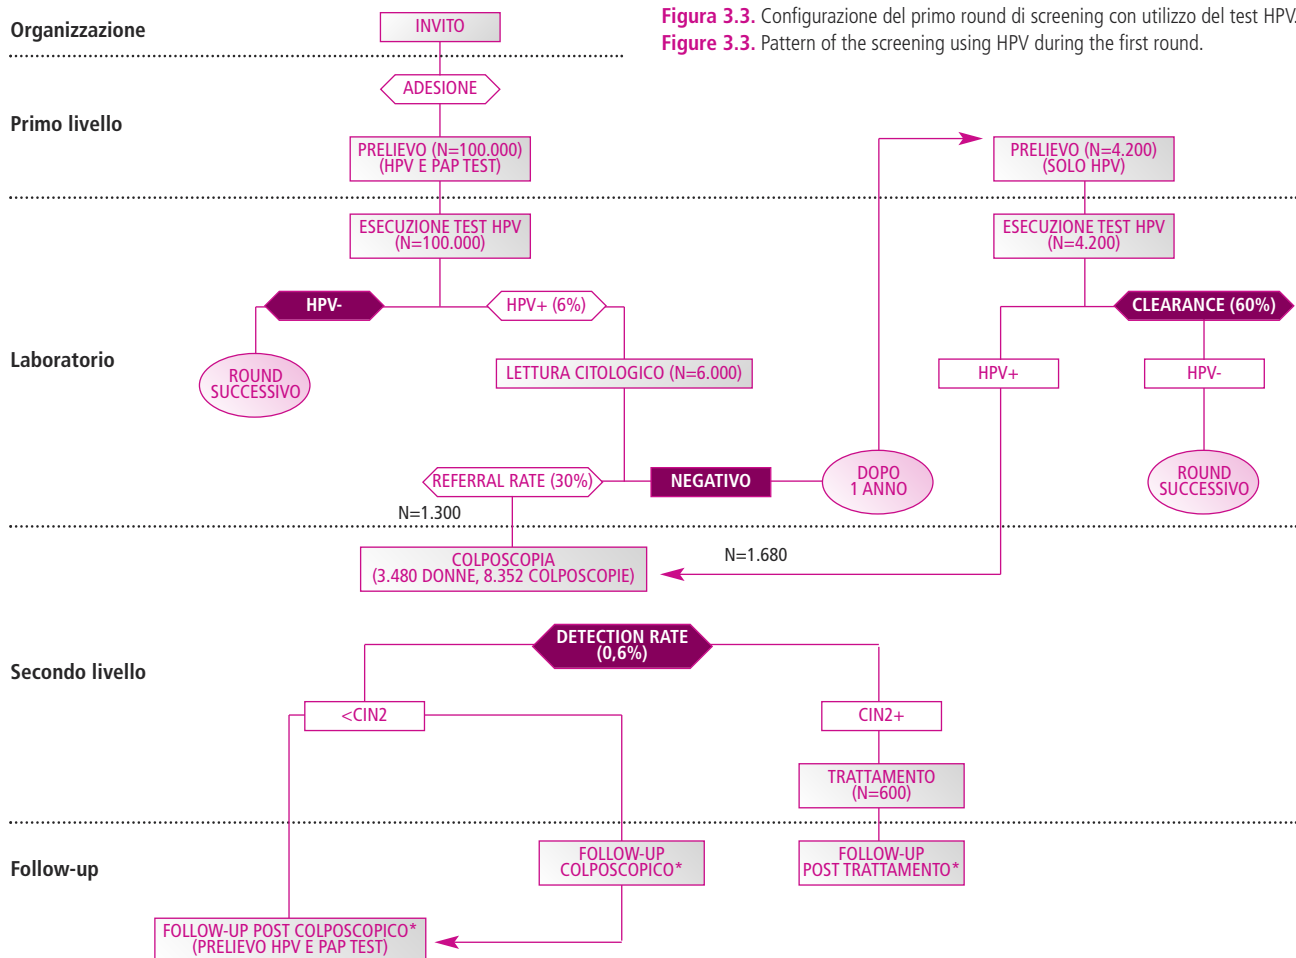 Figura 3.3. Configurazione del primo round di screening con utilizzo del test HPV.
Figure 3.3. Pattern of the screening using HPV during the first round.
Organizzazione
INVITO
ADESIONE
Primo livello
PRELIEVO (N=100.000)
(HPV E PAP TEST)
PRELIEVO (N=4.200)
(SOLO HPV)
ESECUZIONE TEST HPV
(N=100.000)
ESECUZIONE TEST HPV
(N=4.200)
HPV-
HPV+ (6%)
CLEARANCE (60%)
Laboratorio
ROUND
SUCCESSIVO
LETTURA CITOLOGICO (N=6.000)
HPV+
HPV-
REFERRAL RATE (30%)
NEGATIVO
DOPO
1 ANNO
ROUND
SUCCESSIVO
N=1.300
N=1.680
COLPOSCOPIA
(3.480 DONNE, 8.352 COLPOSCOPIE)
DETECTION RATE
(0,6%)
Secondo livello
<CIN2
CIN2+
TRATTAMENTO
(N=600)
Follow-up
FOLLOW-UP
COLPOSCOPICO*
FOLLOW-UP
POST TRATTAMENTO*
FOLLOW-UP POST COLPOSCOPICO*
(PRELIEVO HPV E PAP TEST)